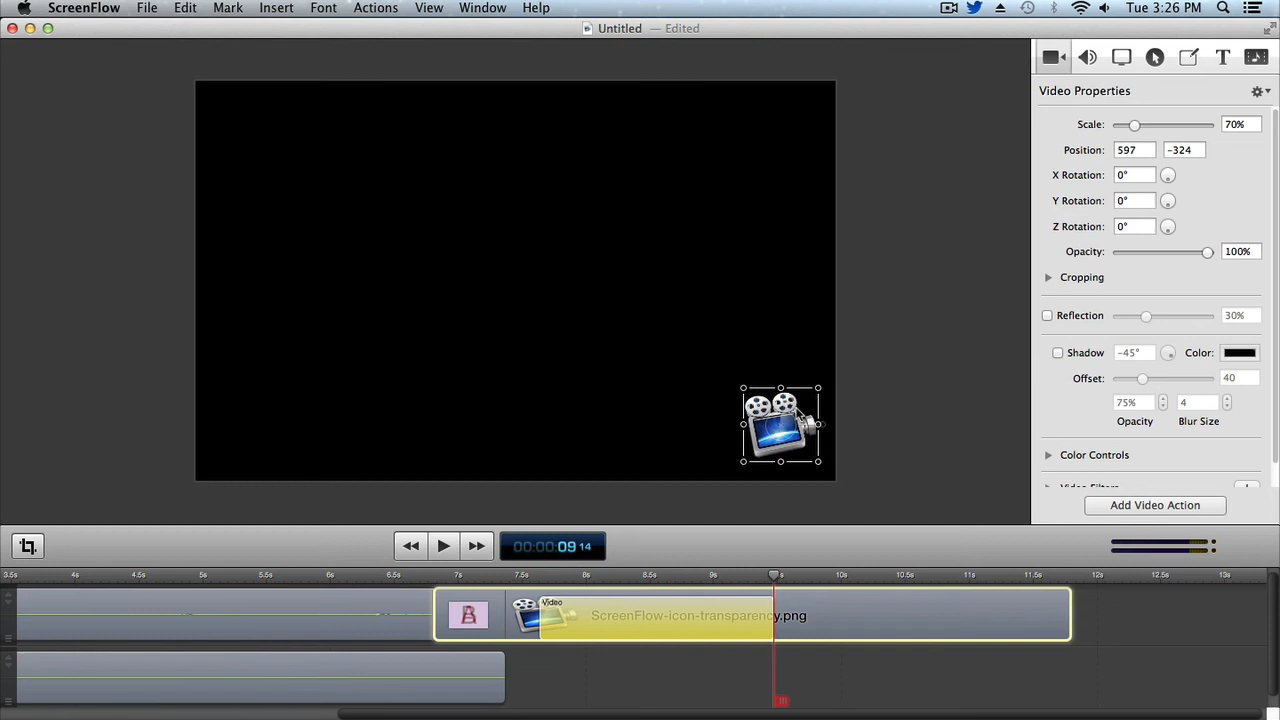 ScreenFlow File Edit Mark Insert Font Actions View Window Help Tue 3:26 PM
Untitled — Edited
T
Video Properties
Scale: 70%
Position: 597 -324
X Rotation: 0°
Y Rotation: 0°
Z Rotation: 0°
Opacity: 100%
Cropping
Reflection 30%
Shadow -45° Color:
Offset: 40
75% 4
Opacity Blur Size
Color Controls
Video Filters
Add Video Action
00:00:09 14
3.5s 4s 4.5s 5s 5.5s 6s 6.5s 7s 7.5s 8s 8.5s 9s s 10s 10.5s 11s 11.5s 12s 12.5s 13s
Video
B ScreenFlow-icon-transparency.png